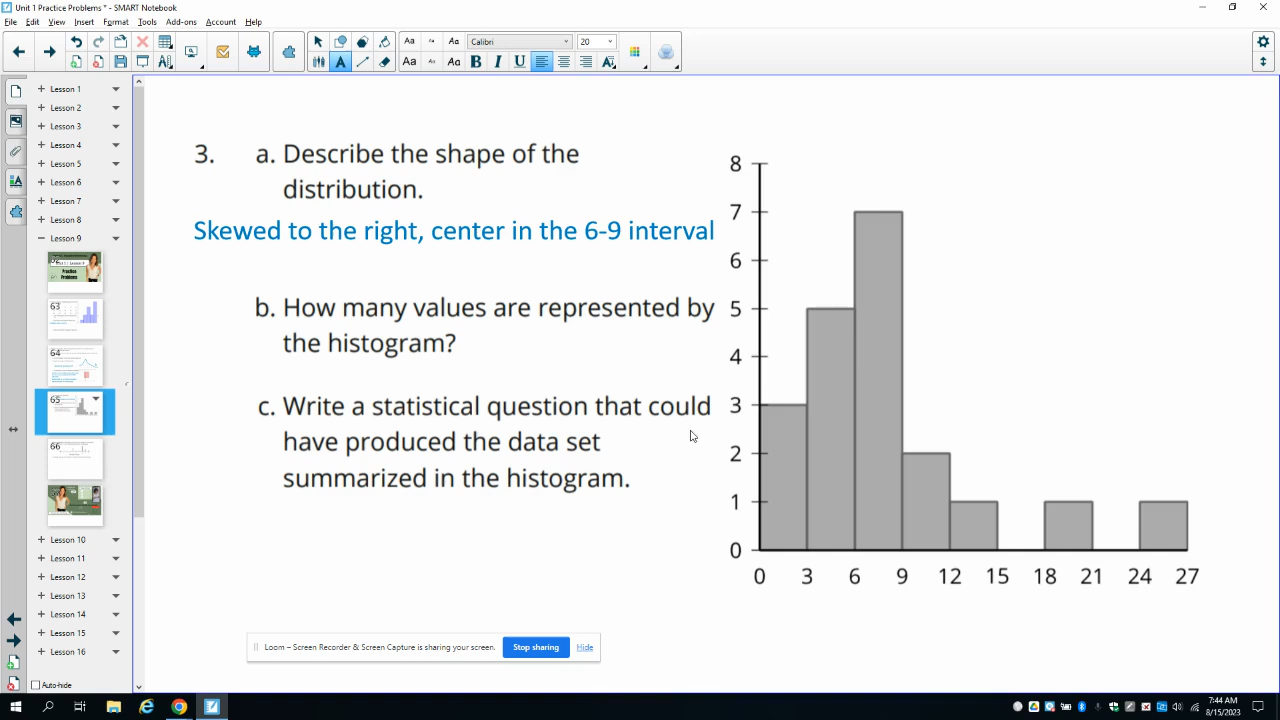 Unit 1 Practice Problems * - SMART Notebook
File Edit View Insert Format Tools Add-ons Account Help
Calibri 20
Lesson 1
Lesson 2
Lesson 3
Lesson 4
Lesson 5
Lesson 6
Lesson 7
Lesson 8
Lesson 9
Practice
Problems
63
64
65
66
Lesson 10
Lesson 11
Lesson 12
Lesson 13
Lesson 14
Lesson 15
Lesson 16
Auto-hide
3. a. Describe the shape of the
distribution.
Skewed to the right, center in the 6-9 interval
b. How many values are represented by
the histogram?
c. Write a statistical question that could
have produced the data set
summarized in the histogram.
8
7
6
5
4
3
2
1
0
0 3 6 9 12 15 18 21 24 27
Loom – Screen Recorder & Screen Capture is sharing your screen. Stop sharing Hide
7:44 AM
8/15/2023